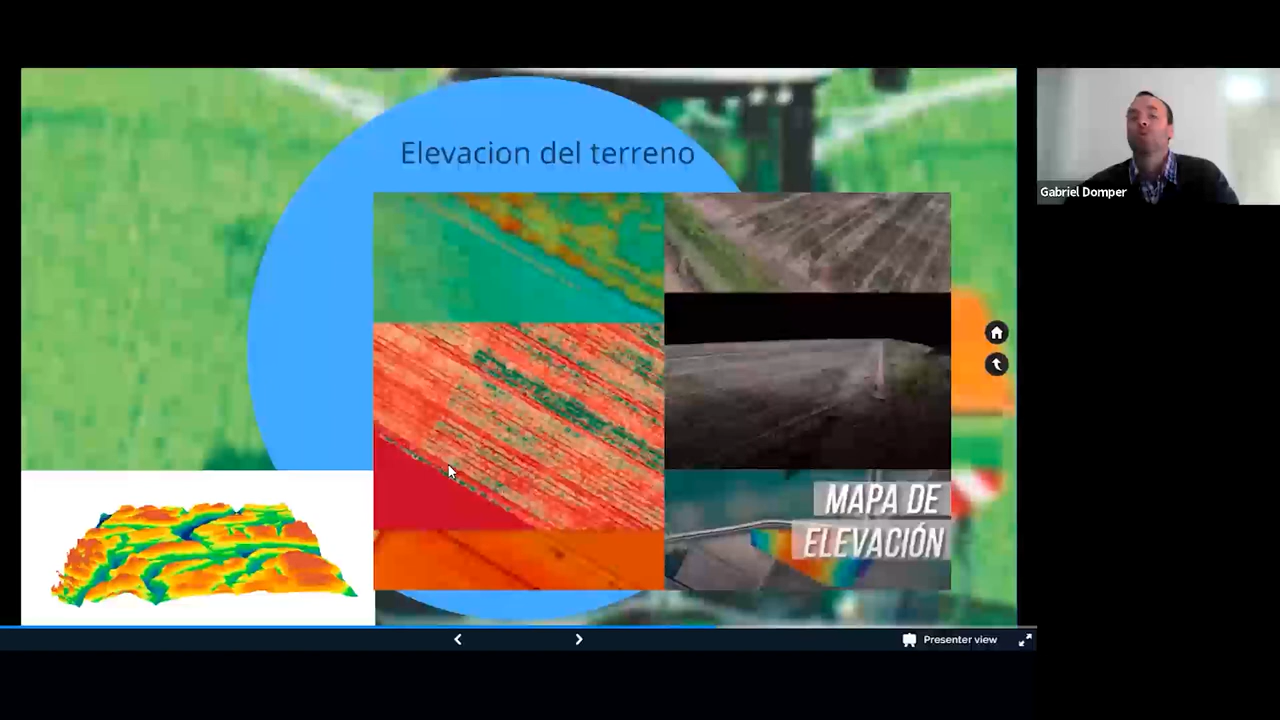 Elevacion del terreno
Gabriel Domper
MAPA DE
ELEVACIÓN
Presenter view